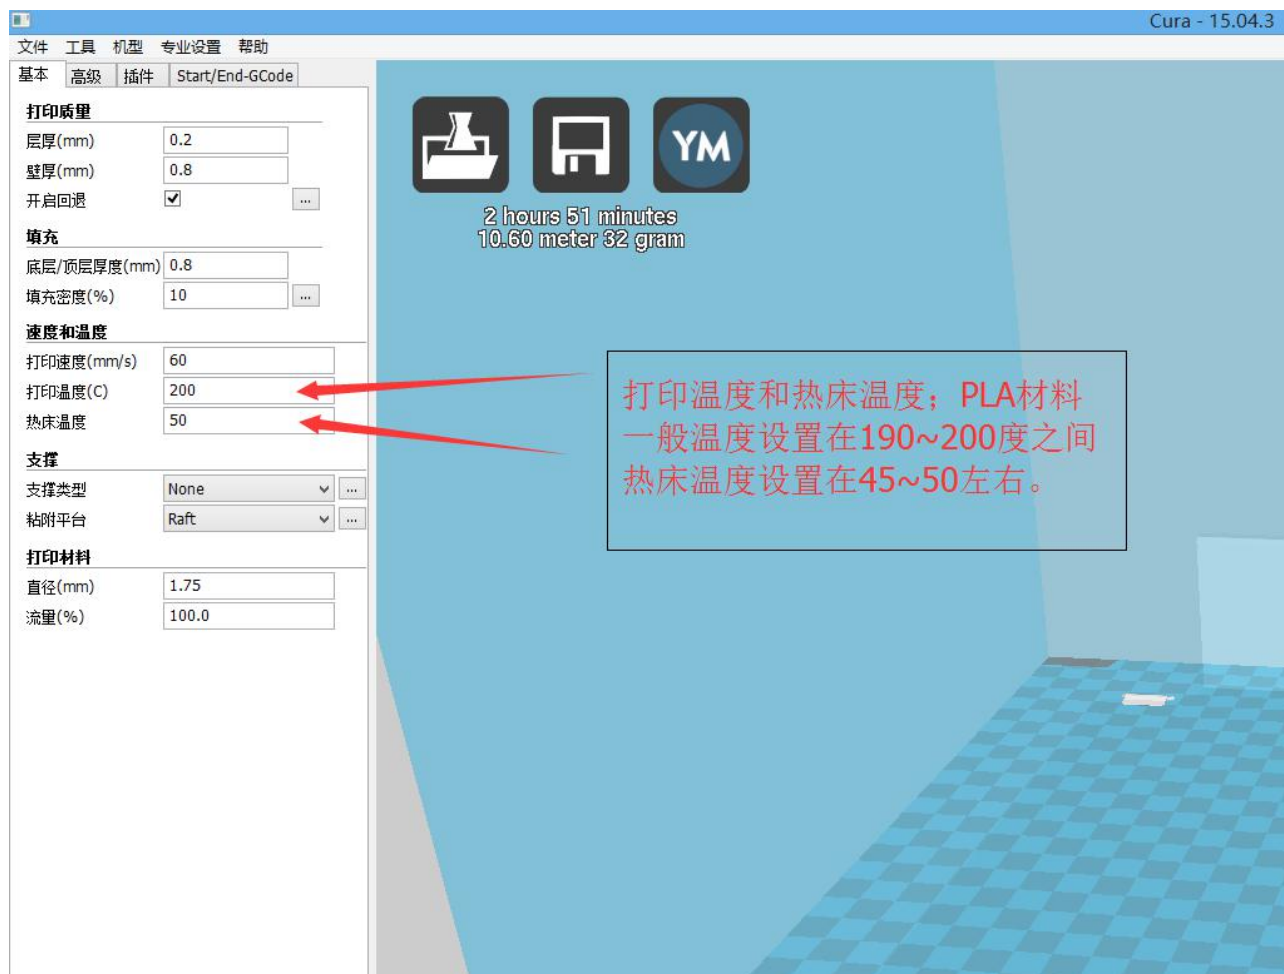 Cura - 15.04.3
文件 工具 机型 专业设置 帮助
基本 高级 插件 Start/End-GCode
打印质量
层厚(mm) 0.2
壁厚(mm) 0.8
开启回退 ...
填充
底层/顶层厚度(mm) 0.8
填充密度(%) 10 ...
速度和温度
打印速度(mm/s) 60
打印温度(C) 200
热床温度 50
支撑
支撑类型 None ...
粘附平台 Raft ...
打印材料
直径(mm) 1.75
流量(%) 100.0
YM
2 hours 51 minutes
10.60 meter 32 gram
打印温度和热床温度；PLA材料
一般温度设置在190~200度之间
热床温度设置在45~50左右。